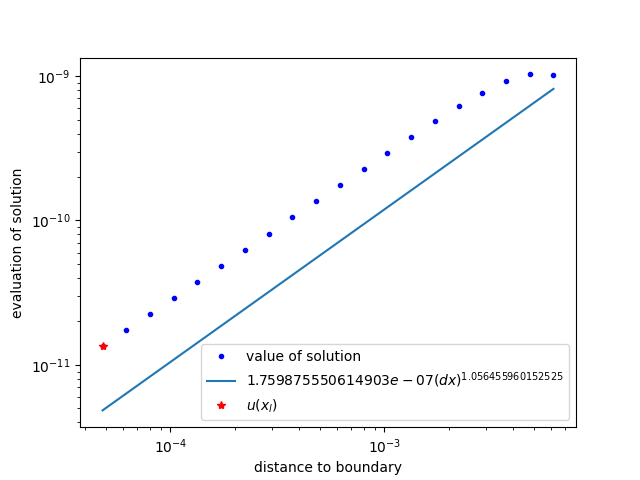 10⁻⁹
10⁻¹⁰
10⁻¹¹
evaluation of solution
value of solution
1.759875550614903e − 07(dx)^1.056455960152525
u(x_l)
10⁻⁴ 10⁻³
distance to boundary